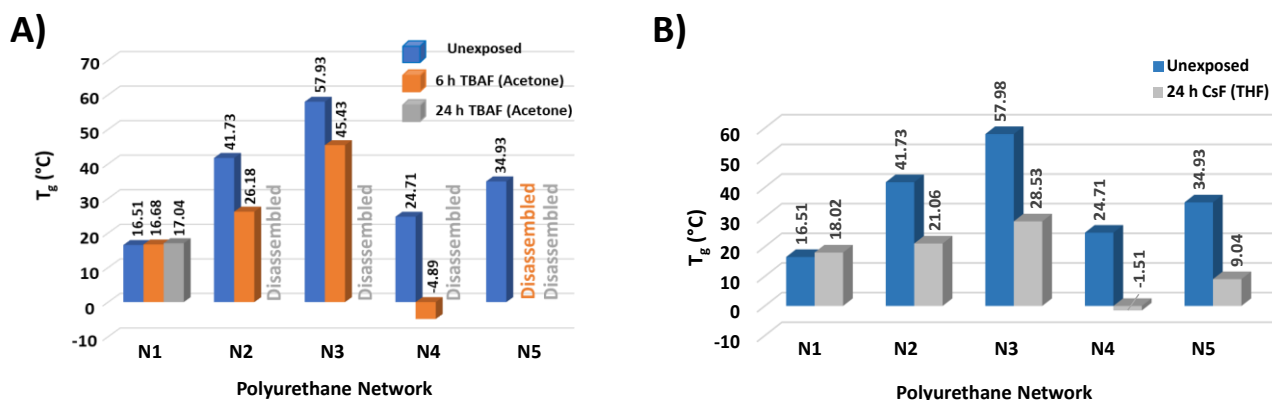 A)
Tg (°C)
70
60
50
40
30
20
10
0
-10
Unexposed
6 h TBAF (Acetone)
24 h TBAF (Acetone)
16.51
16.68
17.04
41.73
26.18
Disassembled
57.93
45.43
Disassembled
24.71
-4.89
Disassembled
34.93
Disassembled
Disassembled
N1 N2 N3 N4 N5
Polyurethane Network
B)
Tg (°C)
60
50
40
30
20
10
0
-10
Unexposed
24 h CsF (THF)
16.51
18.02
41.73
21.06
57.98
28.53
24.71
-1.51
34.93
9.04
N1 N2 N3 N4 N5
Polyurethane Network